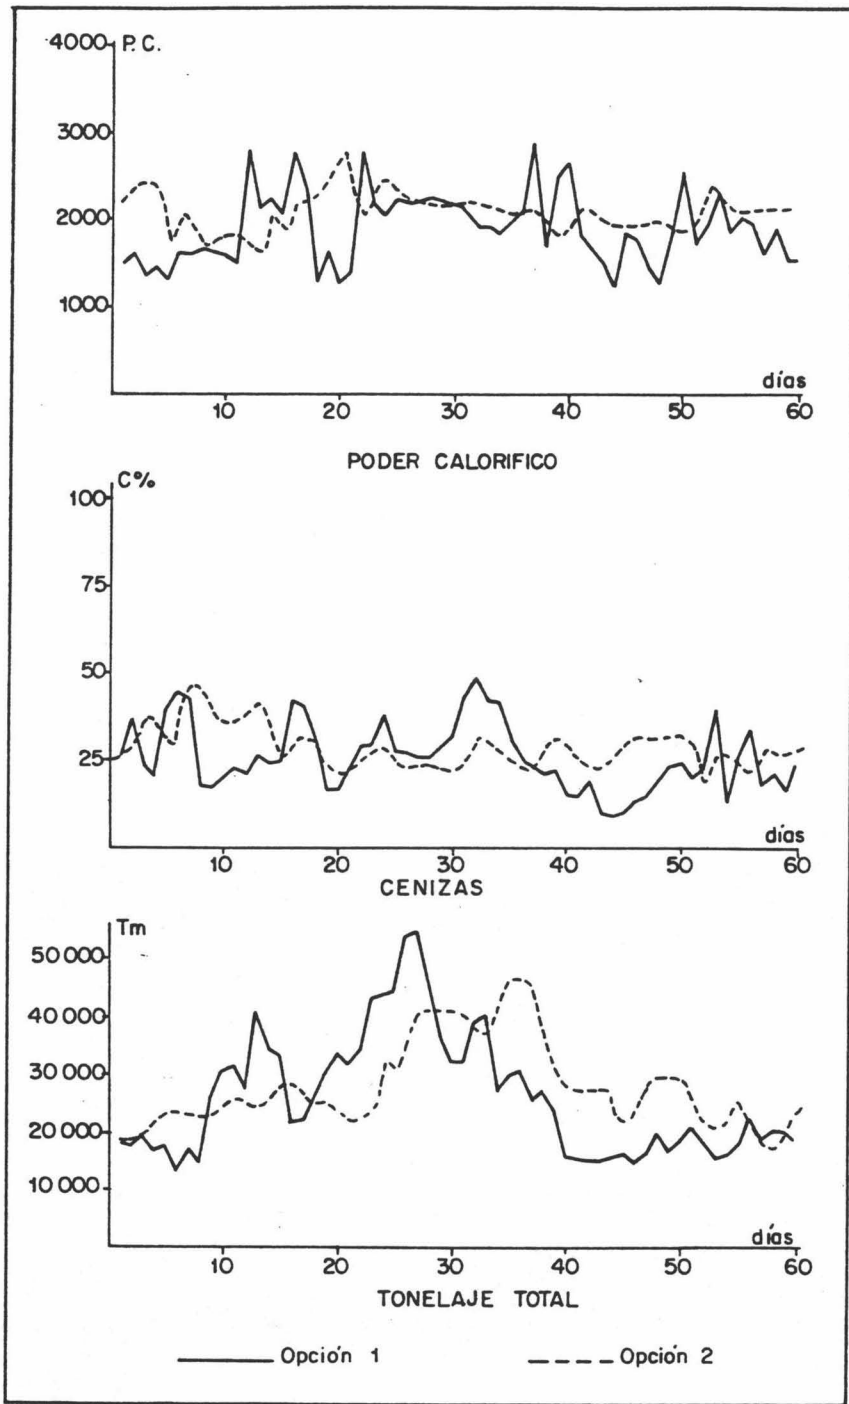 P.C.
4000
3000
2000
1000
días
10 20 30 40 50 60
PODER CALORIFICO
C%
100
75
50
25
días
10 20 30 40 50 60
CENIZAS
Tm
50 000
40 000
30 000
20 000
10 000
días
10 20 30 40 50 60
TONELAJE TOTAL
Opción 1 Opción 2